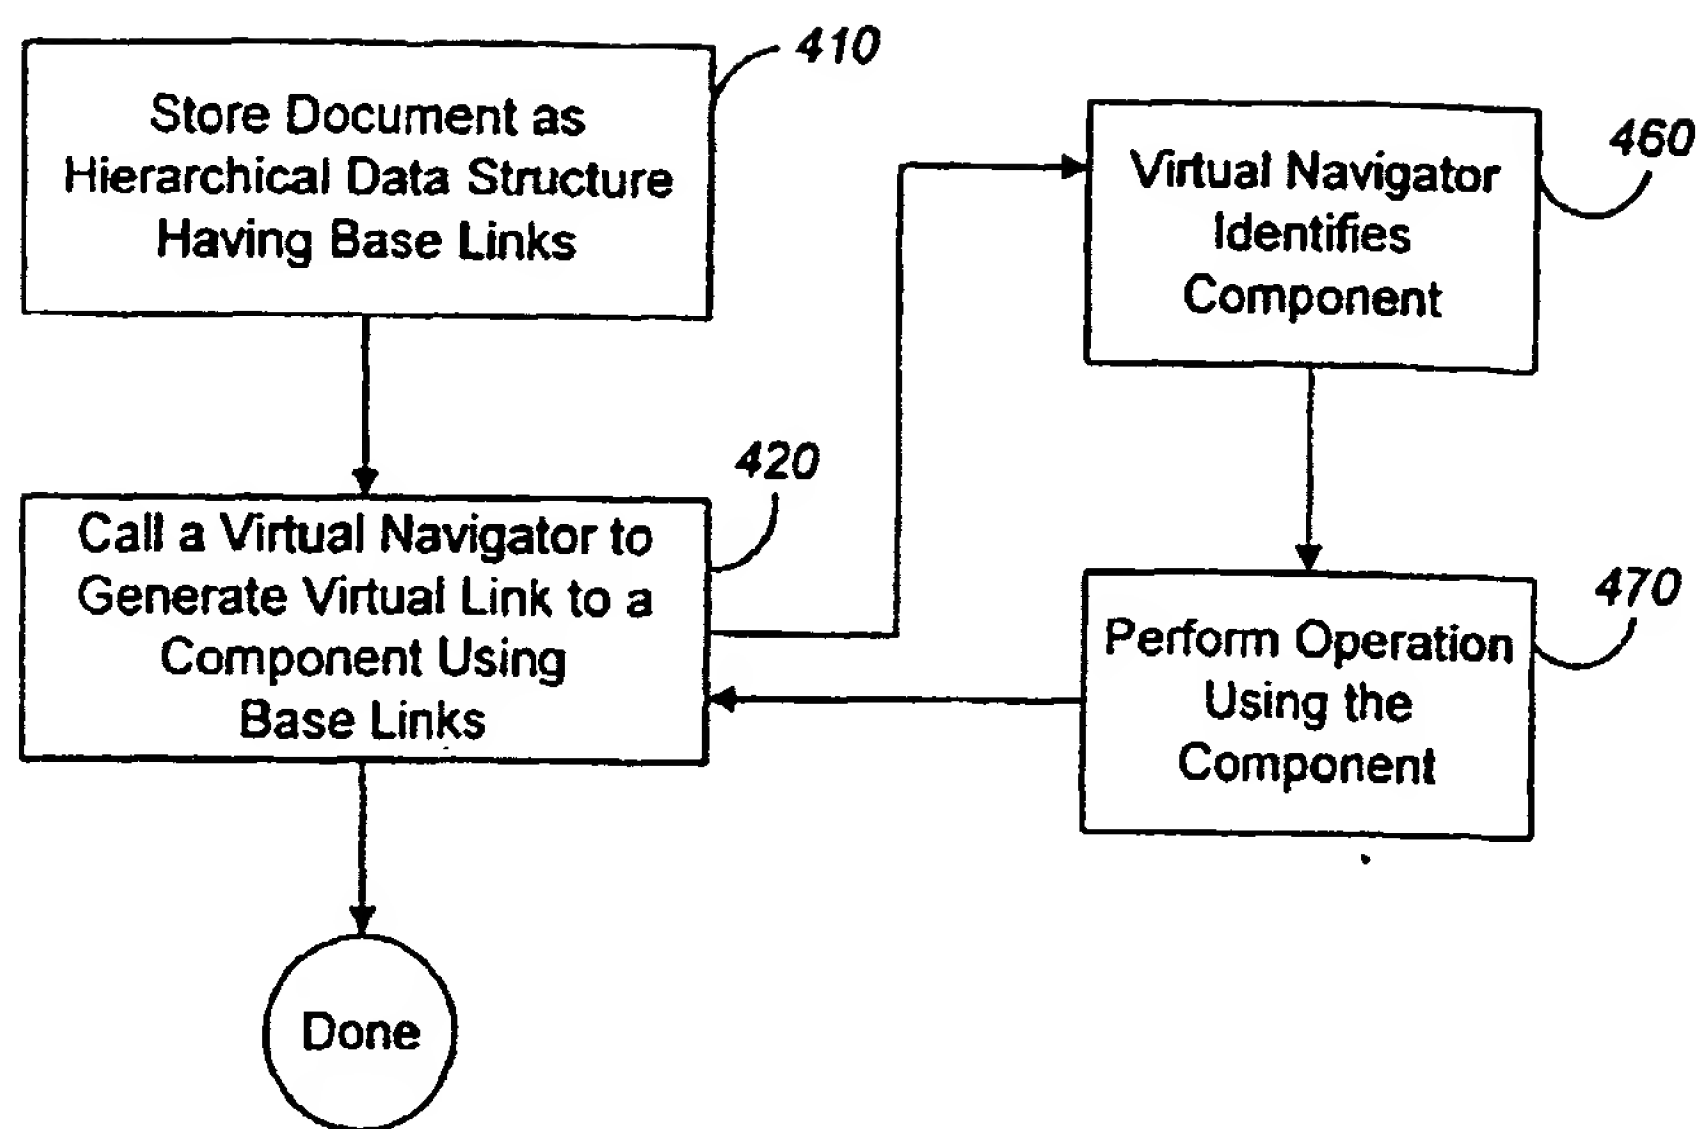 410
Store Document as
Hierarchical Data Structure
Having Base Links
460
Virtual Navigator
Identifies
Component
420
Call a Virtual Navigator to
Generate Virtual Link to a
Component Using
Base Links
470
Perform Operation
Using the
Component
Done